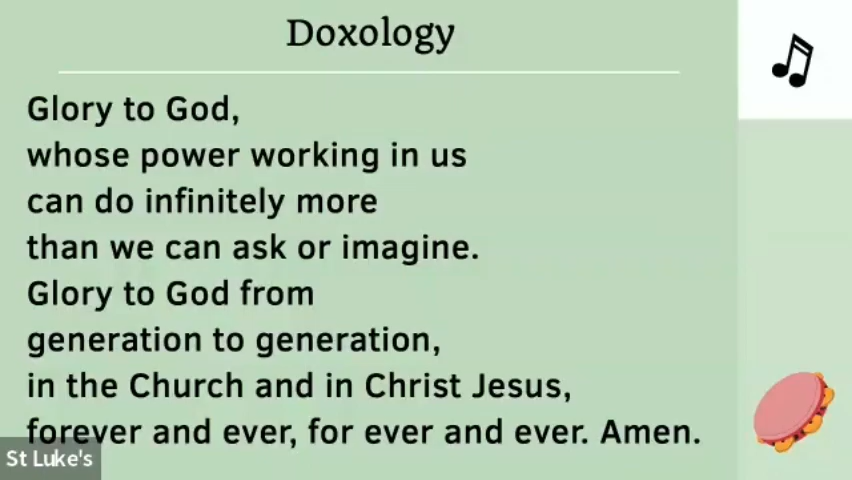 Doxology
Glory to God,
whose power working in us
can do infinitely more
than we can ask or imagine.
Glory to God from
generation to generation,
in the Church and in Christ Jesus,
forever and ever, for ever and ever. Amen.
St Luke's